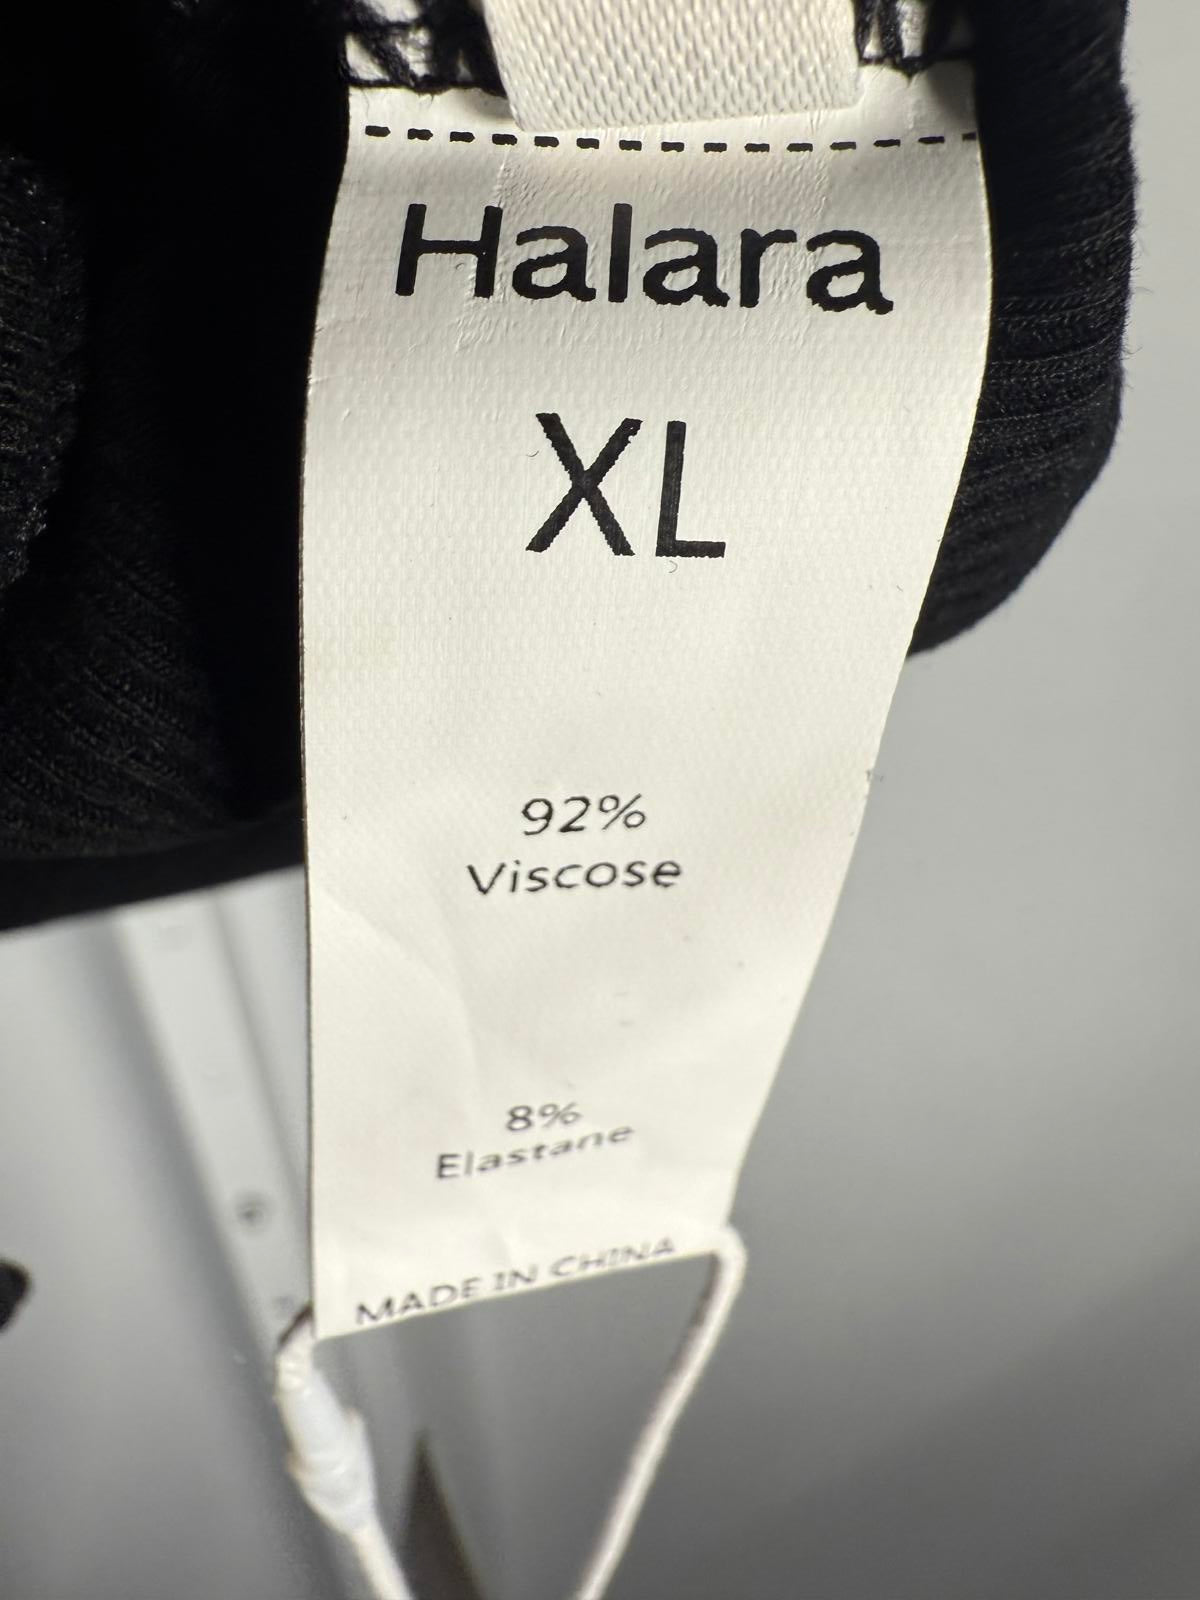 Halara
XL
92%
Viscose
8%
Elastane
MADE IN CHINA